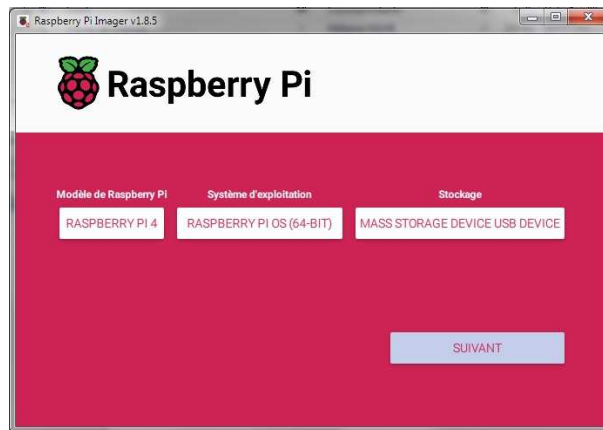 Raspberry Pi Imager v1.8.5
Raspberry Pi
Modèle de Raspberry Pi
Système d'exploitation
Stockage
RASPBERRY PI 4
RASPBERRY PI OS (64-BIT)
MASS STORAGE DEVICE USB DEVICE
SUIVANT